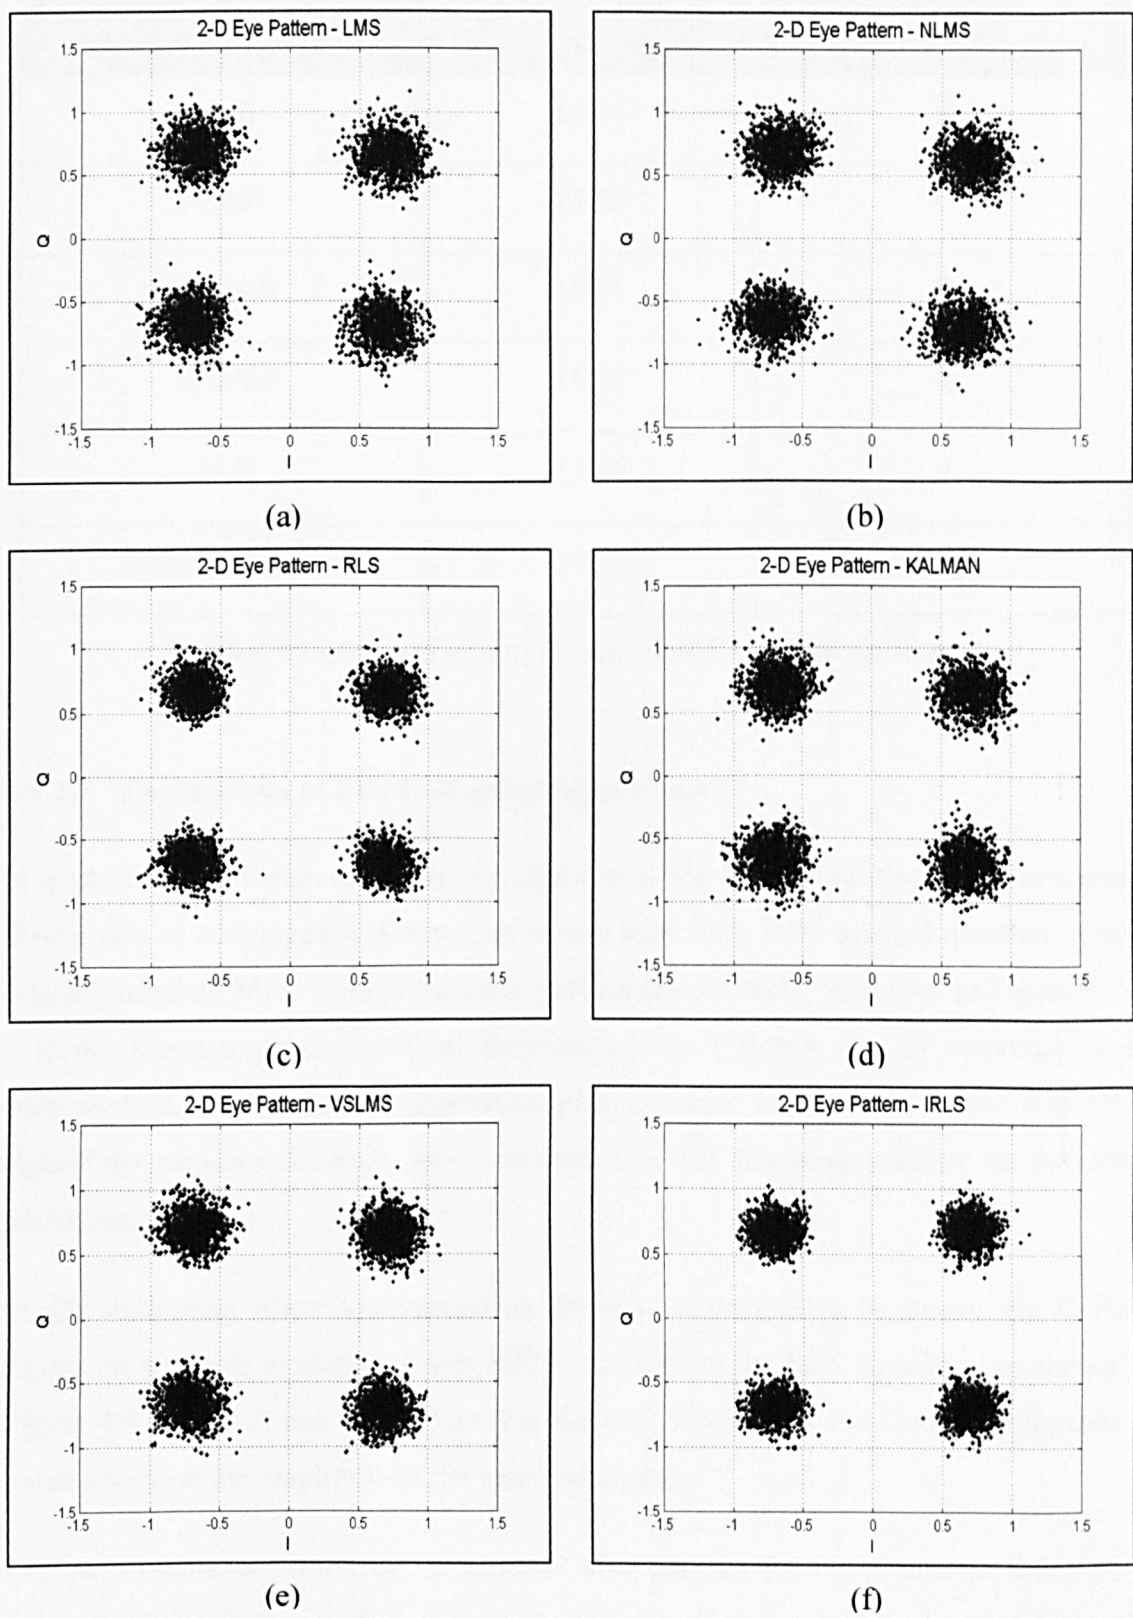 2-D Eye Pattern - LMS
1.5
1
0.5
0
-0.5
-1
-1.5
Q
-1.5 -1 -0.5 0 0.5 1 1.5
I
(a)
2-D Eye Pattern - NLMS
1.5
1
0.5
0
-0.5
-1
-1.5
Q
-1.5 -1 -0.5 0 0.5 1 1.5
I
(b)
2-D Eye Pattern - RLS
1.5
1
0.5
0
-0.5
-1
-1.5
Q
-1.5 -1 -0.5 0 0.5 1 1.5
I
(c)
2-D Eye Pattern - KALMAN
1.5
1
0.5
0
-0.5
-1
-1.5
Q
-1.5 -1 -0.5 0 0.5 1 1.5
I
(d)
2-D Eye Pattern - VSLMS
1.5
1
0.5
0
-0.5
-1
-1.5
Q
-1.5 -1 -0.5 0 0.5 1 1.5
I
(e)
2-D Eye Pattern - IRLS
1.5
1
0.5
0
-0.5
-1
-1.5
Q
-1.5 -1 -0.5 0 0.5 1 1.5
I
(f)